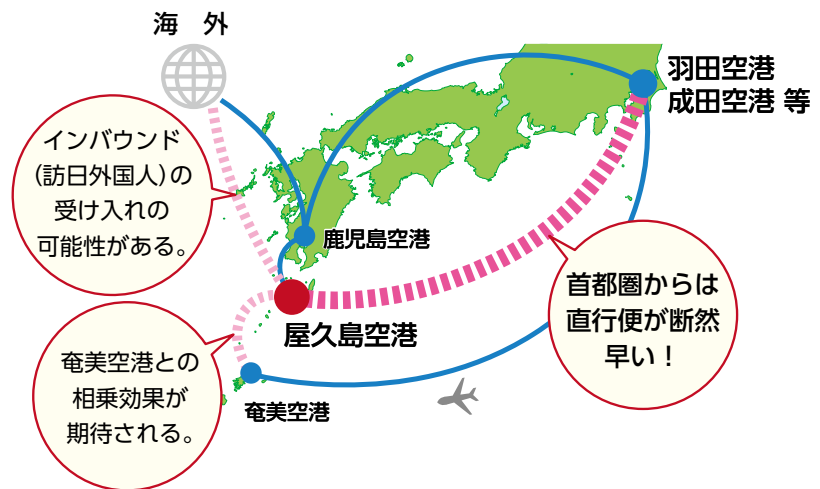 海 外
羽田空港
成田空港 等
インバウンド
(訪日外国人)の
受け入れの
可能性がある。
鹿児島空港
屋久島空港
首都圏からは
直行便が断然
早い！
奄美空港との
相乗効果が
期待される。
奄美空港